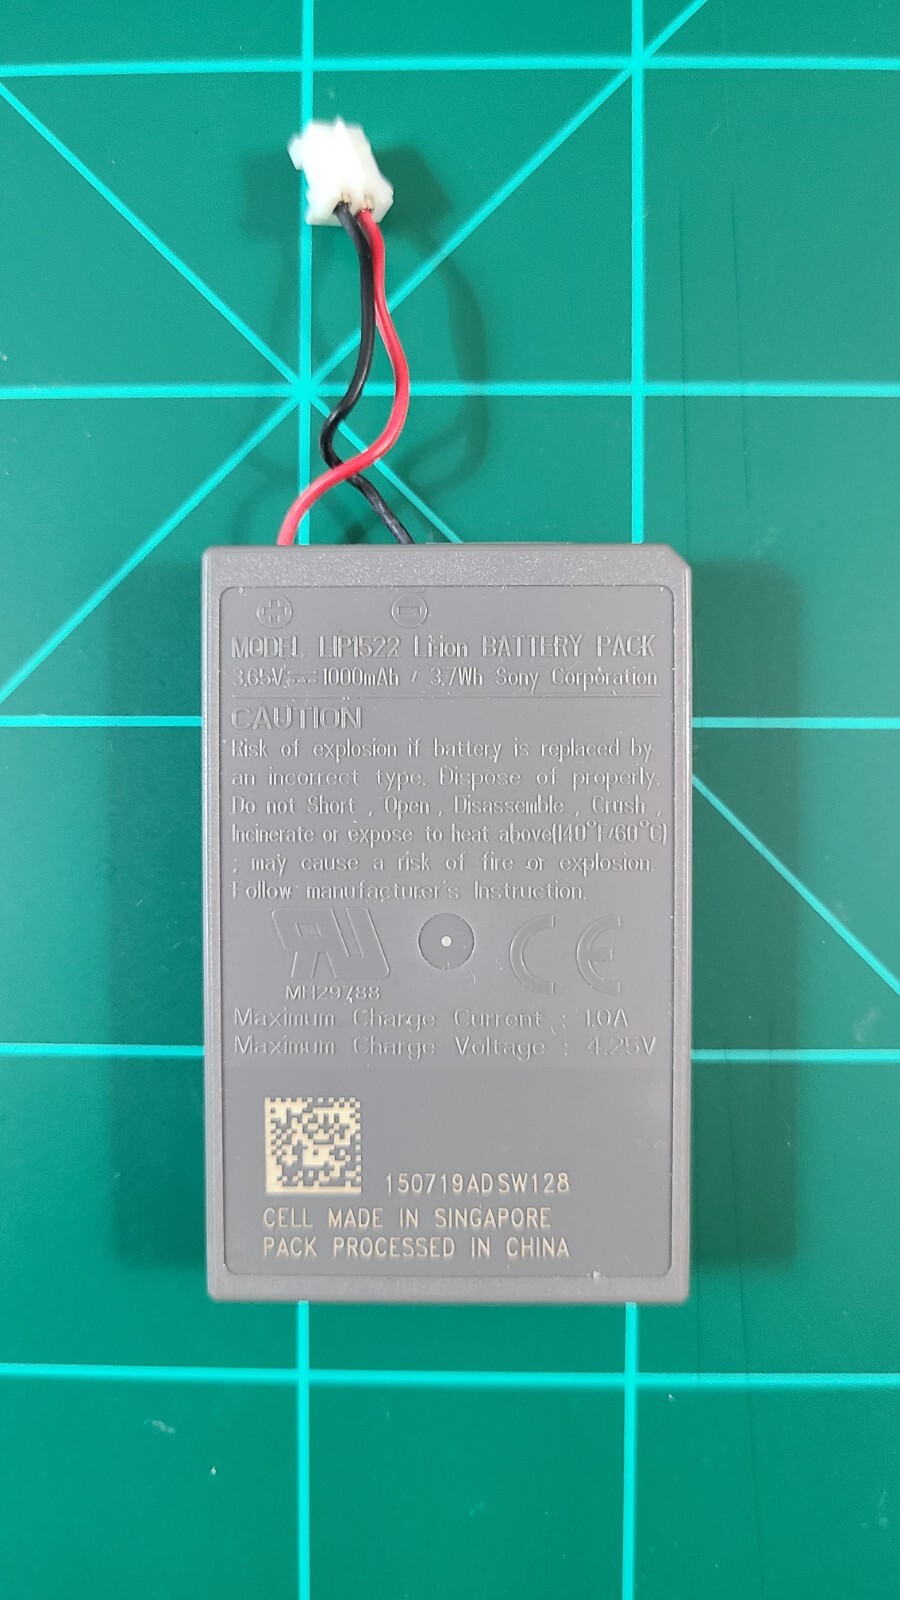 MODEL LIP1522 Li-ion BATTERY PACK
3.65V⎓1000mAh / 3.7Wh Sony Corporation
CAUTION
Risk of explosion if battery is replaced by
an incorrect type. Dispose of properly.
Do not Short , Open , Disassemble , Crush ,
Incinerate or expose to heat above(140°F/60°C)
; may cause a risk of fire or explosion.
Follow manufacturer's Instruction.
RU CE
MH29788
Maximum Charge Current : 1.0A
Maximum Charge Voltage : 4.25V
150719ADSW128
CELL MADE IN SINGAPORE
PACK PROCESSED IN CHINA